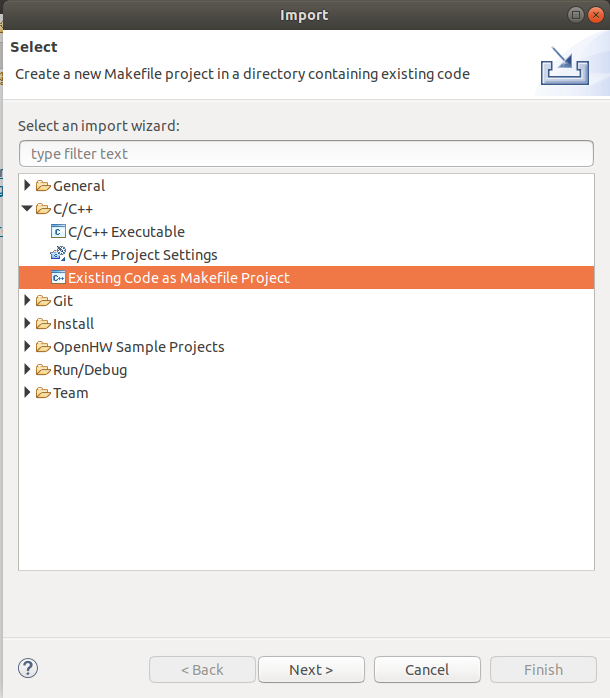 Import
Select
Create a new Makefile project in a directory containing existing code
Select an import wizard:
type filter text
General
C/C++
C/C++ Executable
C/C++ Project Settings
Existing Code as Makefile Project
Git
Install
OpenHW Sample Projects
Run/Debug
Team
< Back
Next >
Cancel
Finish